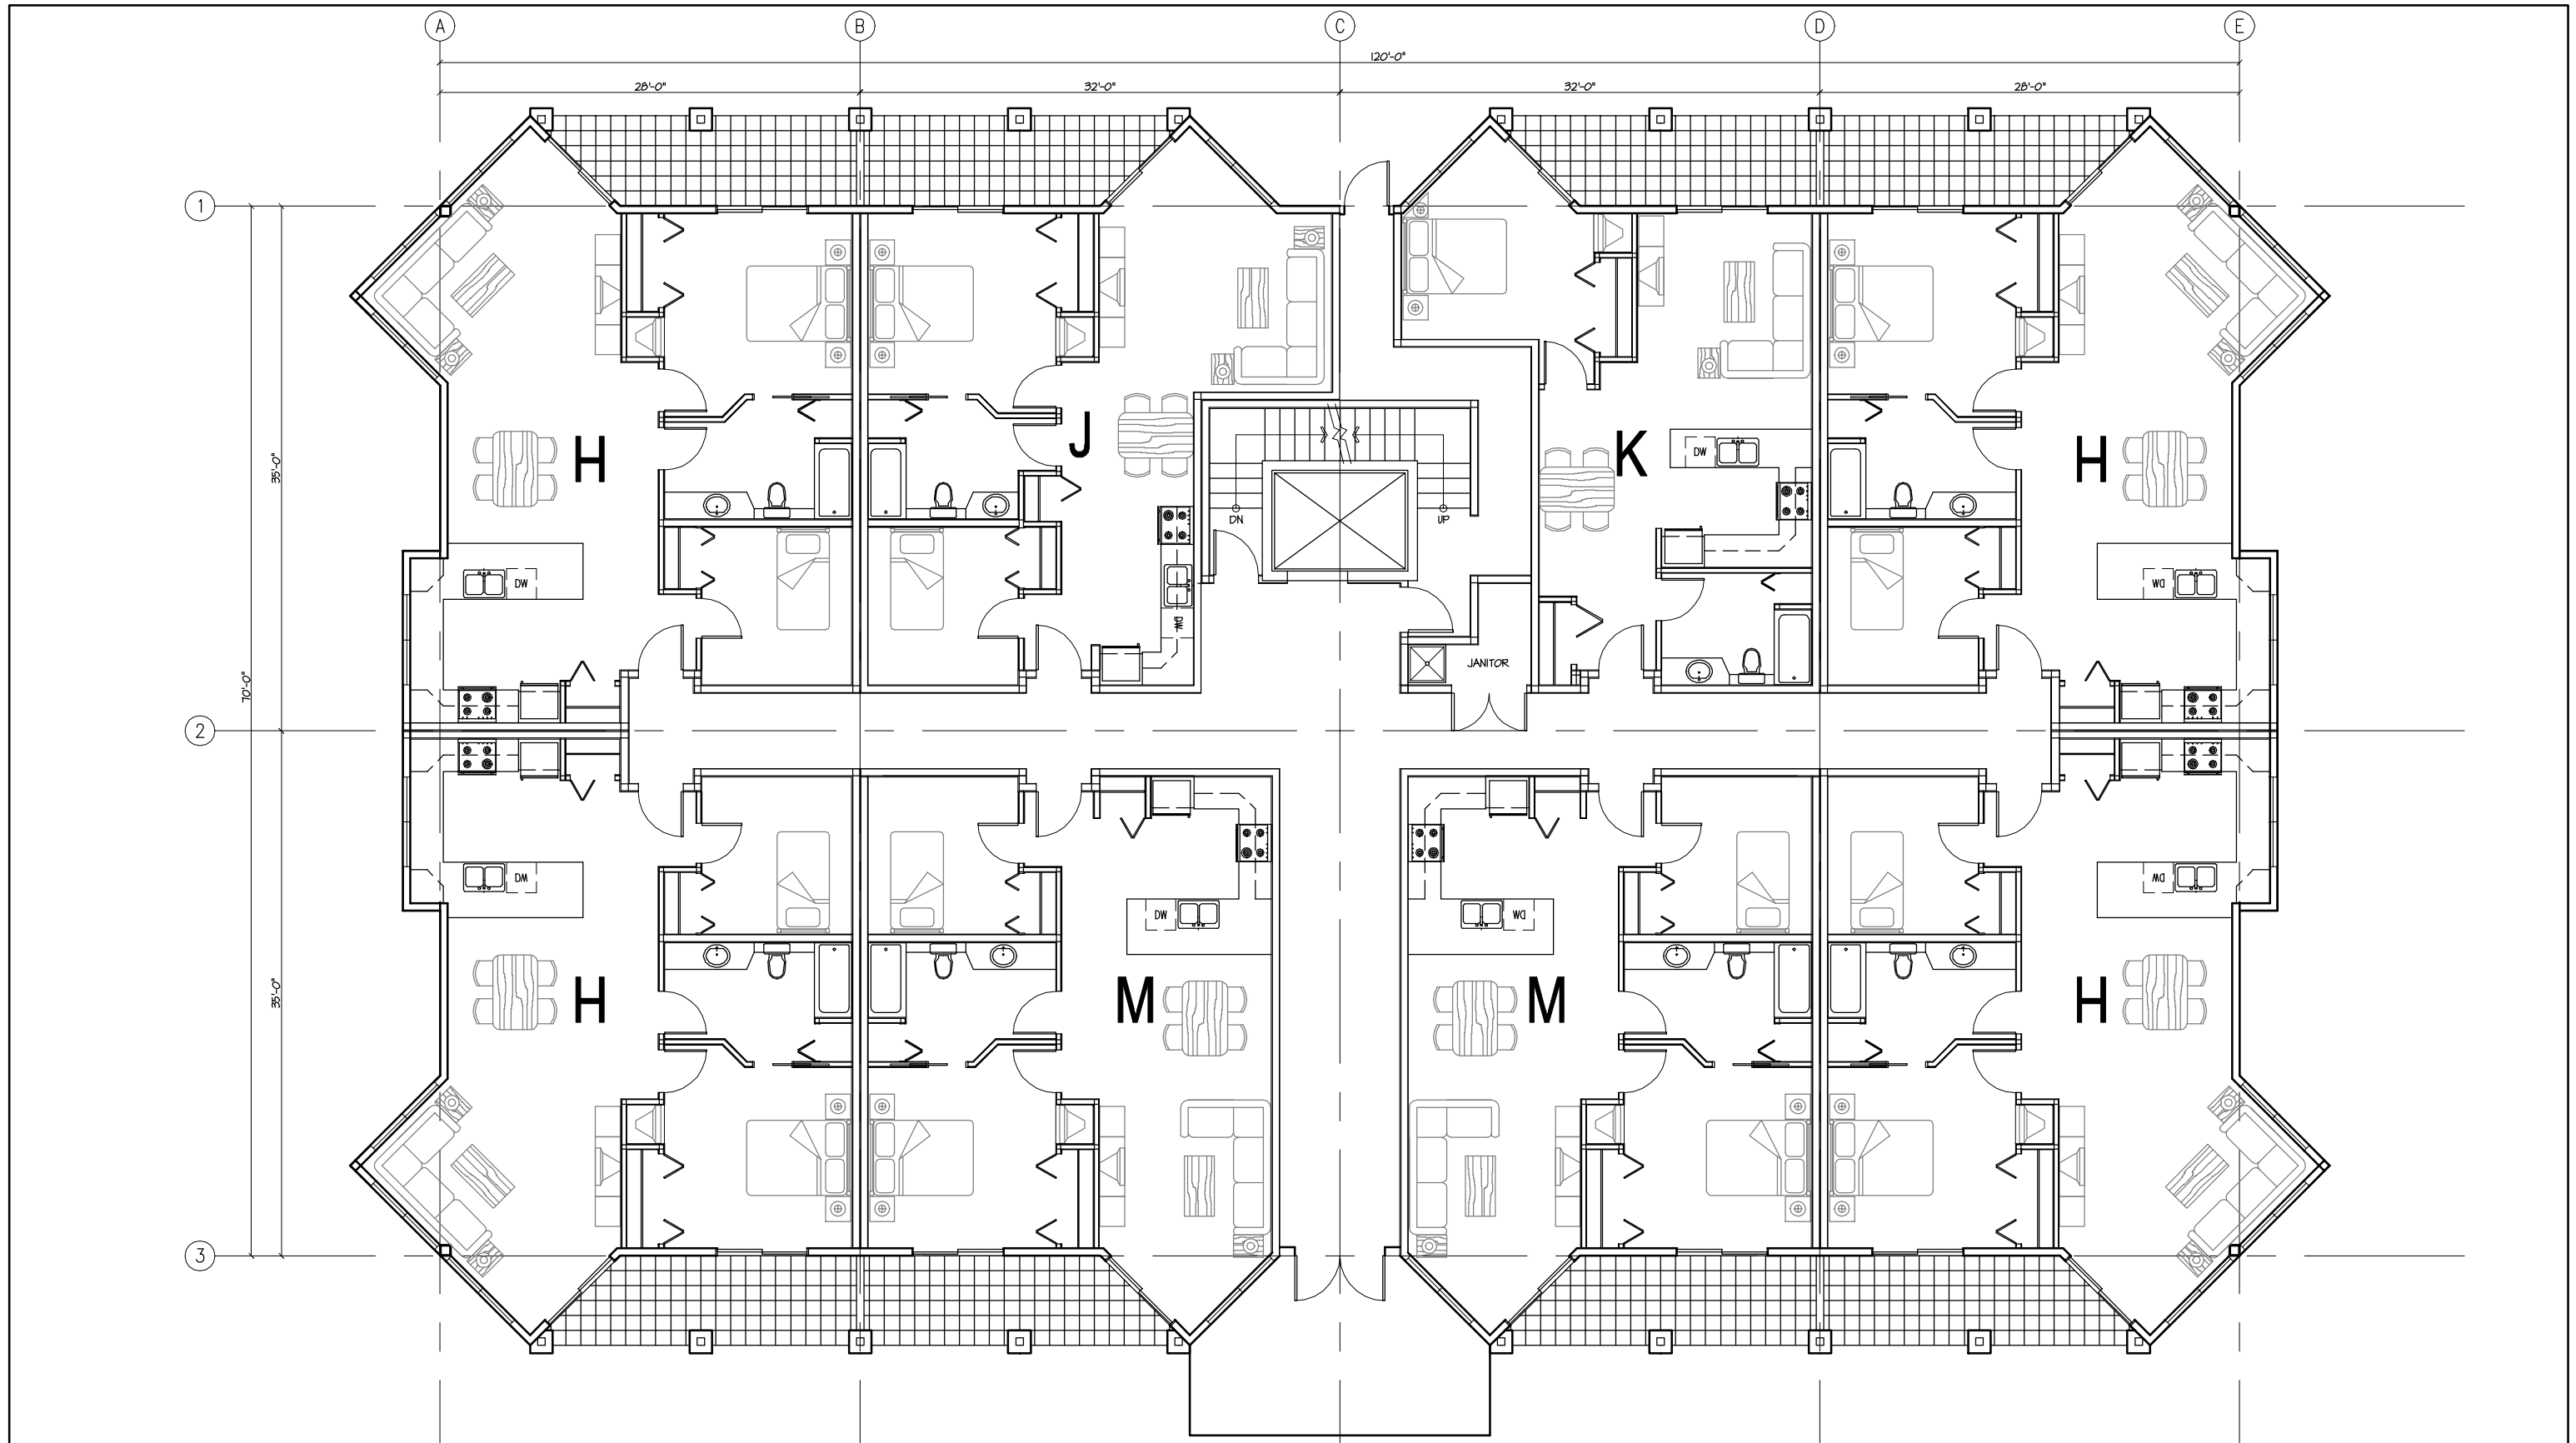 A B C D E
120'-0"
28'-0" 32'-0" 32'-0" 28'-0"
1
J
K
H
H
DW
35'-0"
DN
UP
DW
DW
DW
JANITOR
70'-0"
2
DW
DW
DW
DW
35'-0"
H
M
M
H
3